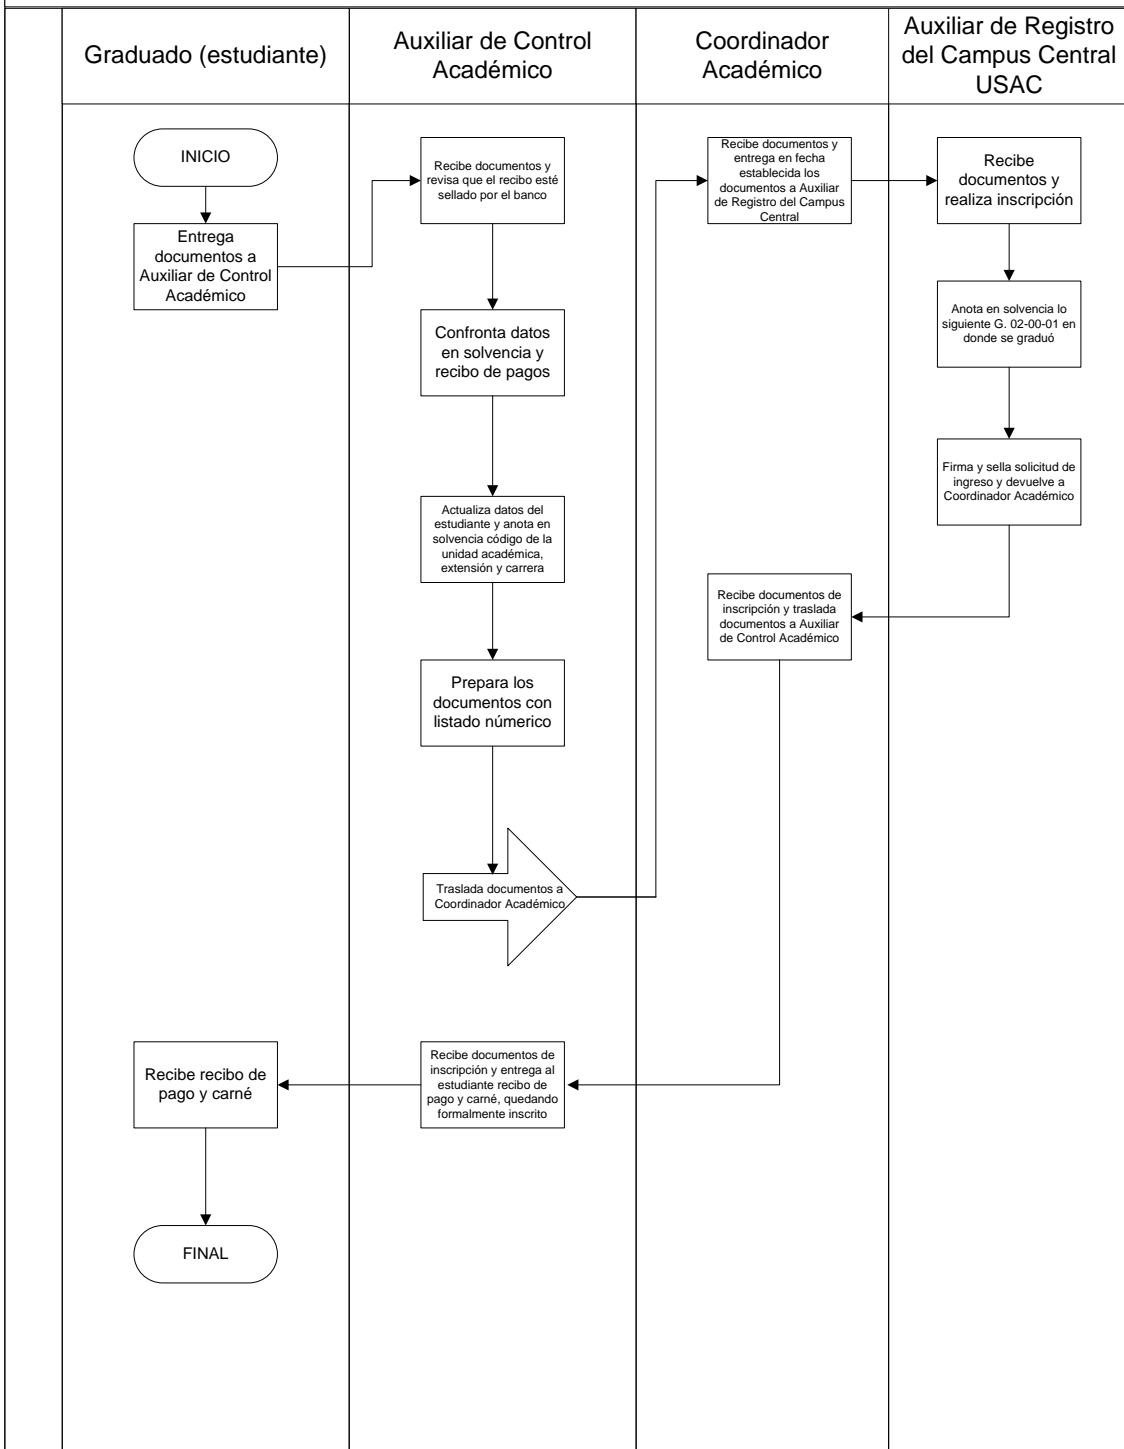 Graduado (estudiante)
Auxiliar de Control
Académico
Coordinador
Académico
Auxiliar de Registro
del Campus Central
USAC
INICIO
Entrega
documentos a
Auxiliar de Control
Académico
Recibe documentos y
revisa que el recibo esté
sellado por el banco
Confronta datos
en solvencia y
recibo de pagos
Actualiza datos del
estudiante y anota en
solvencia código de la
unidad académica,
extensión y carrera
Prepara los
documentos con
listado númerico
Traslada documentos a
Coordinador Académico
Recibe documentos y
entrega en fecha
establecida los
documentos a Auxiliar
de Registro del Campus
Central
Recibe
documentos y
realiza inscripción
Anota en solvencia lo
siguiente G. 02-00-01 en
donde se graduó
Firma y sella solicitud de
ingreso y devuelve a
Coordinador Académico
Recibe documentos de
inscripción y traslada
documentos a Auxiliar
de Control Académico
Recibe documentos de
inscripción y entrega al
estudiante recibo de
pago y carné, quedando
formalmente inscrito
Recibe recibo de
pago y carné
FINAL